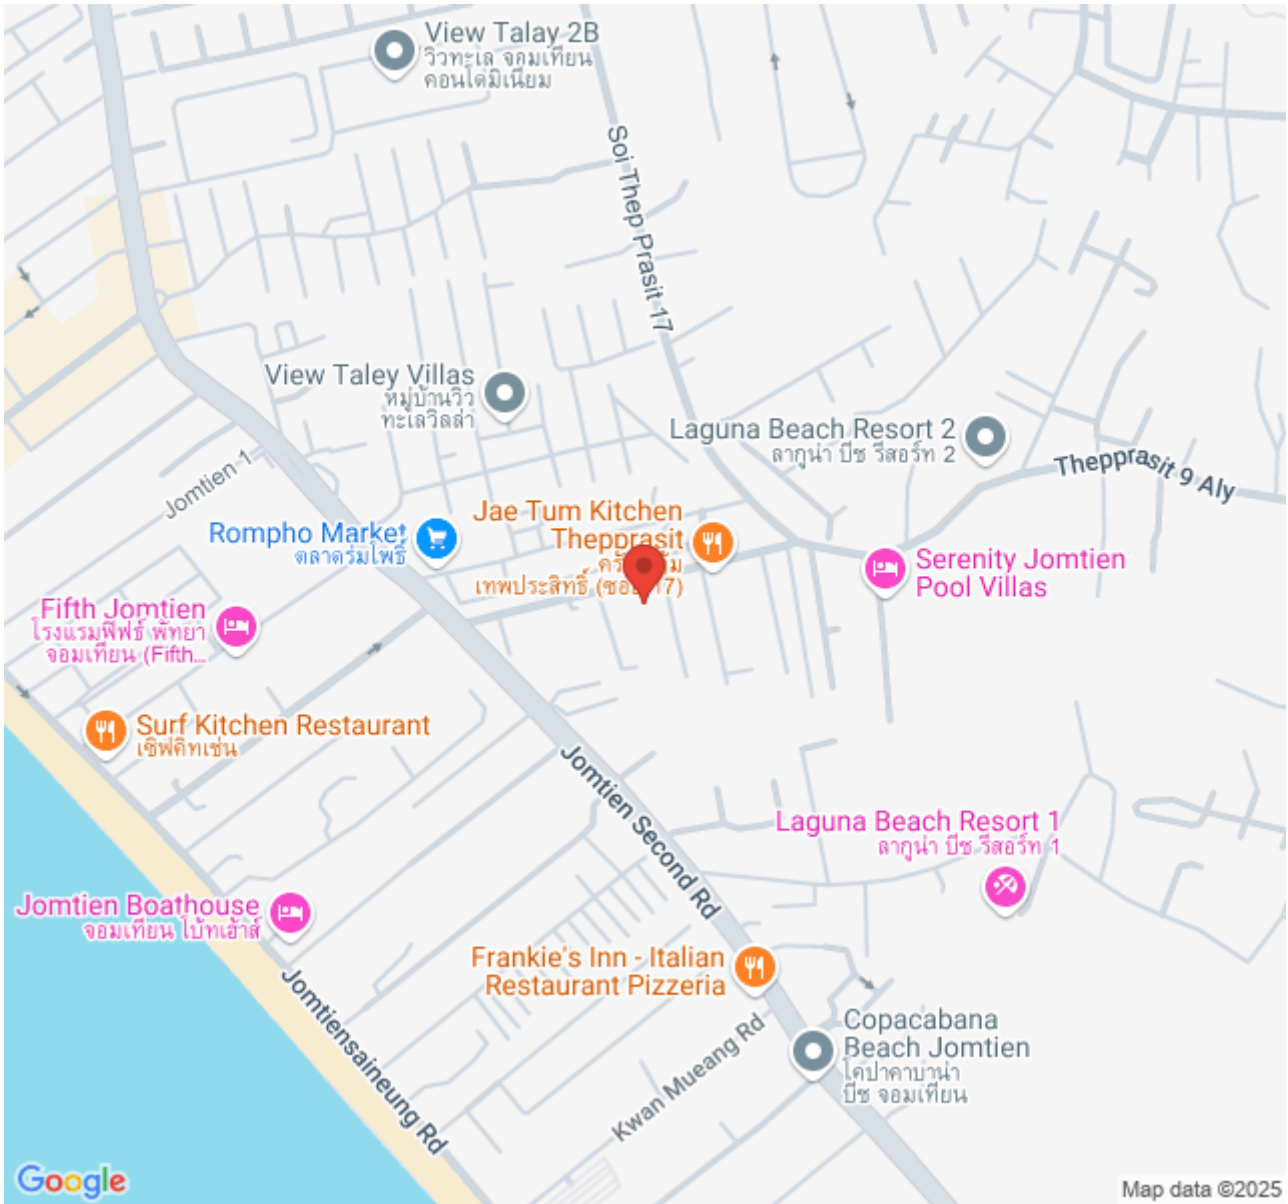 View Talay 2B
วิวทะเล จอมเทียน
คอนโดมิเนียม
Soi Thep Prasit 17
View Taley Villas
หมู่บ้านวิว
ทะเลวิลล่า
Laguna Beach Resort 2
ลากูน่า บีช รีสอร์ท 2
Thepprasit 9 Aly
Jomtien 1
Rompho Market
ตลาดร่มโพธิ์
Jae Tum Kitchen
Thepprasit
เทพประสิทธิ์ (ซอย 17)
Serenity Jomtien
Pool Villas
Fifth Jomtien
โรงแรมฟิฟธ์ พัทยา
จอมเทียน (Fifth...
Surf Kitchen Restaurant
เซิฟคิทเช่น
Jomtien Second Rd
Laguna Beach Resort 1
ลากูน่า บีช รีสอร์ท 1
Jomtien Boathouse
จอมเทียน โบ้ทเฮ้าส์
Frankie's Inn - Italian
Restaurant Pizzeria
Jomtiensaineung Rd
Copacabana
Beach Jomtien
โคปาคาบาน่า
บีช จอมเทียน
Kwan Mueang Rd
Google
Map data ©2025